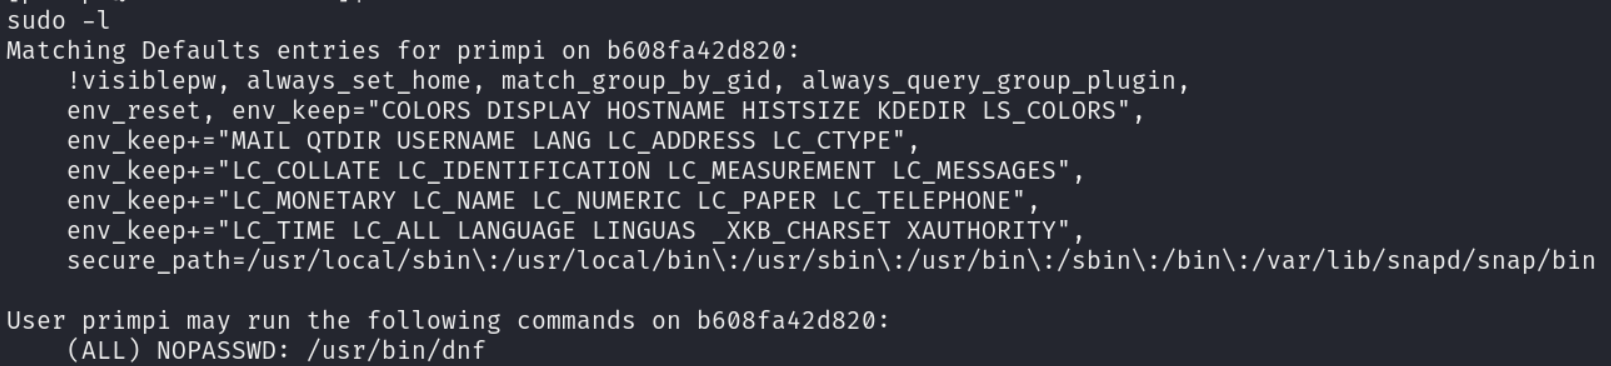 sudo -l
Matching Defaults entries for primpi on b608fa42d820:
    !visiblepw, always_set_home, match_group_by_gid, always_query_group_plugin,
    env_reset, env_keep="COLORS DISPLAY HOSTNAME HISTSIZE KDEDIR LS_COLORS",
    env_keep+="MAIL QTDIR USERNAME LANG LC_ADDRESS LC_CTYPE",
    env_keep+="LC_COLLATE LC_IDENTIFICATION LC_MEASUREMENT LC_MESSAGES",
    env_keep+="LC_MONETARY LC_NAME LC_NUMERIC LC_PAPER LC_TELEPHONE",
    env_keep+="LC_TIME LC_ALL LANGUAGE LINGUAS _XKB_CHARSET XAUTHORITY",
    secure_path=/usr/local/sbin\:/usr/local/bin\:/usr/sbin\:/usr/bin\:/sbin\:/bin\:/var/lib/snapd/snap/bin

User primpi may run the following commands on b608fa42d820:
    (ALL) NOPASSWD: /usr/bin/dnf